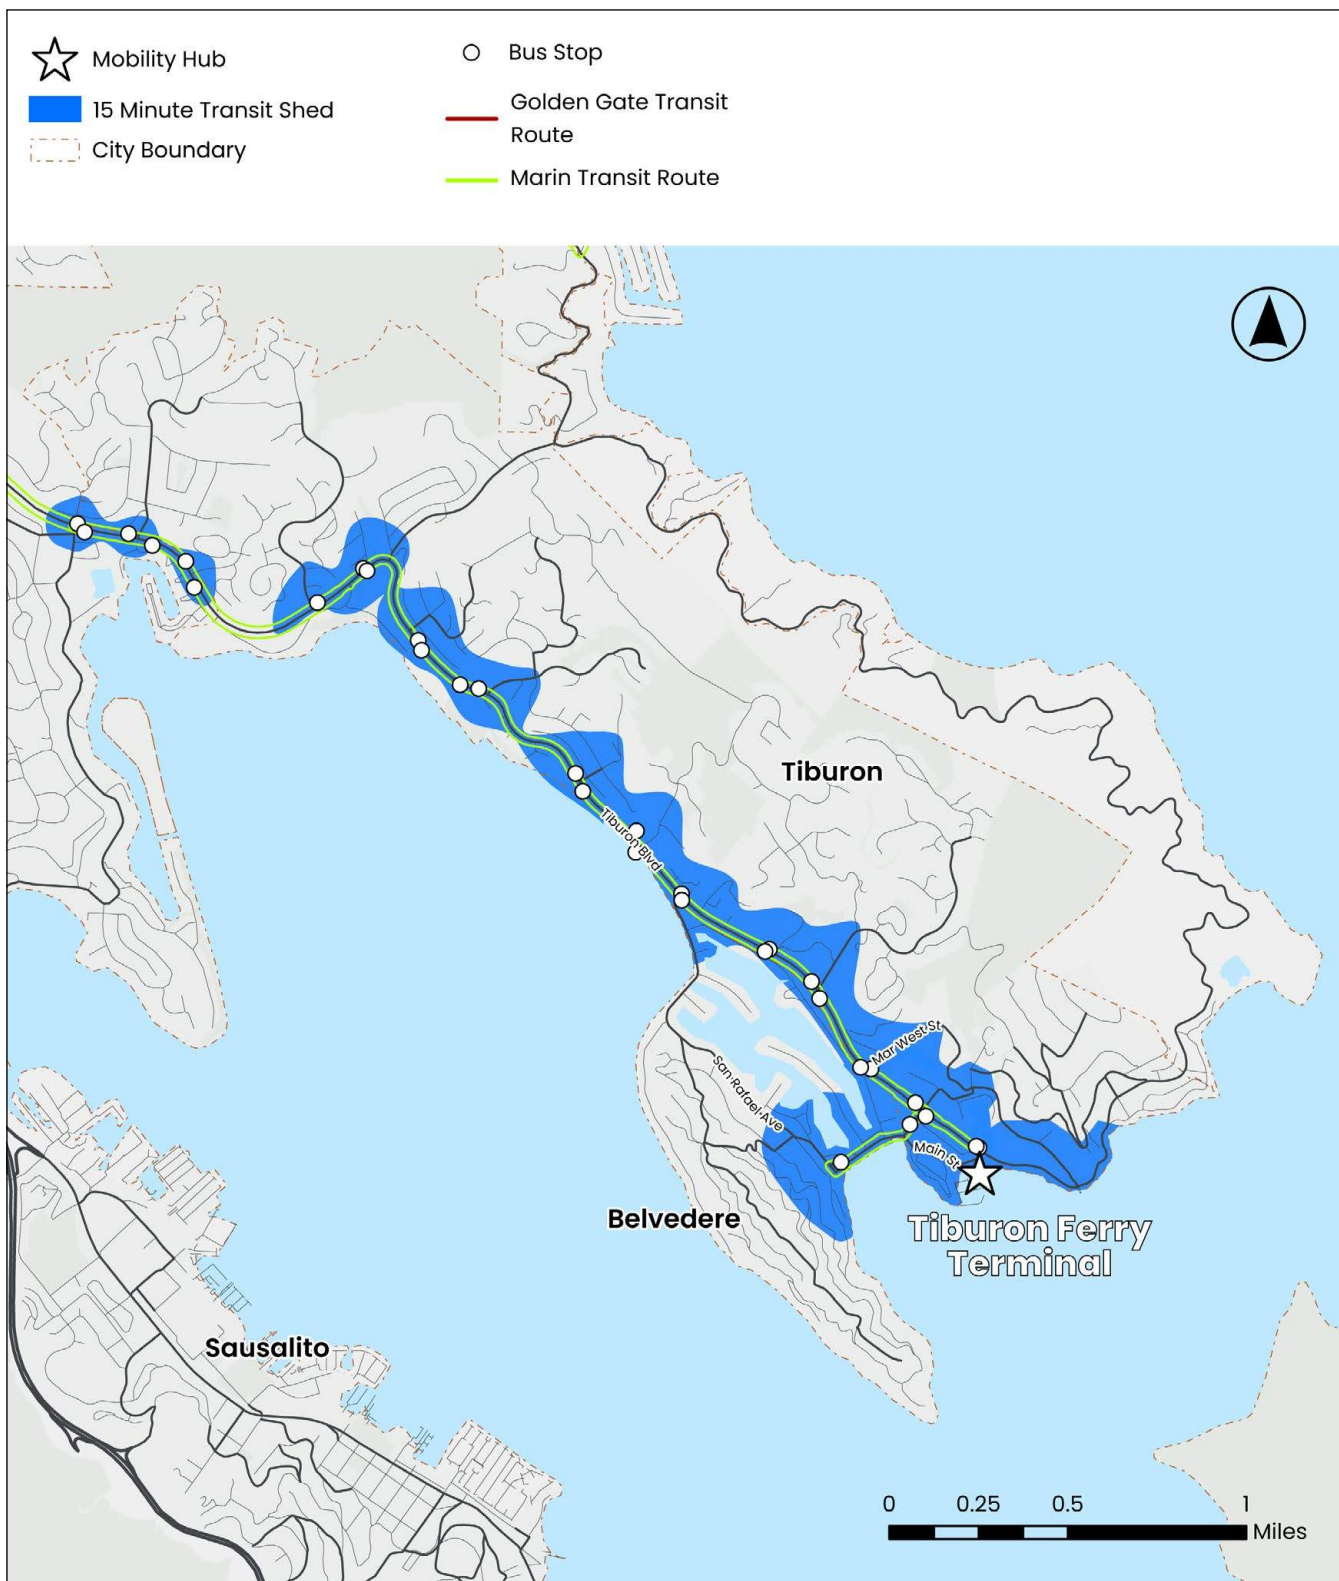 Mobility Hub
15 Minute Transit Shed
City Boundary
Bus Stop
Golden Gate Transit
Route
Marin Transit Route
Tiburon
Tiburon Blvd
Mar West St
San Rafael Ave
Main St
Belvedere
Tiburon Ferry
Terminal
Sausalito
0 0.25 0.5 1
Miles